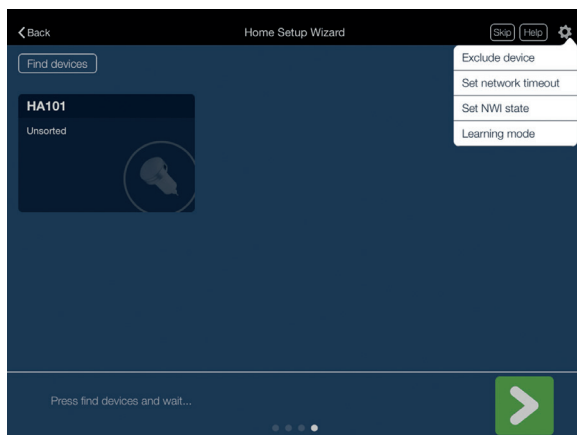 Back
Home Setup Wizard
Skip
Help
Find devices
Exclude device
Set network timeout
Set NWI state
Learning mode
HA101
Unsorted
Press find devices and wait...